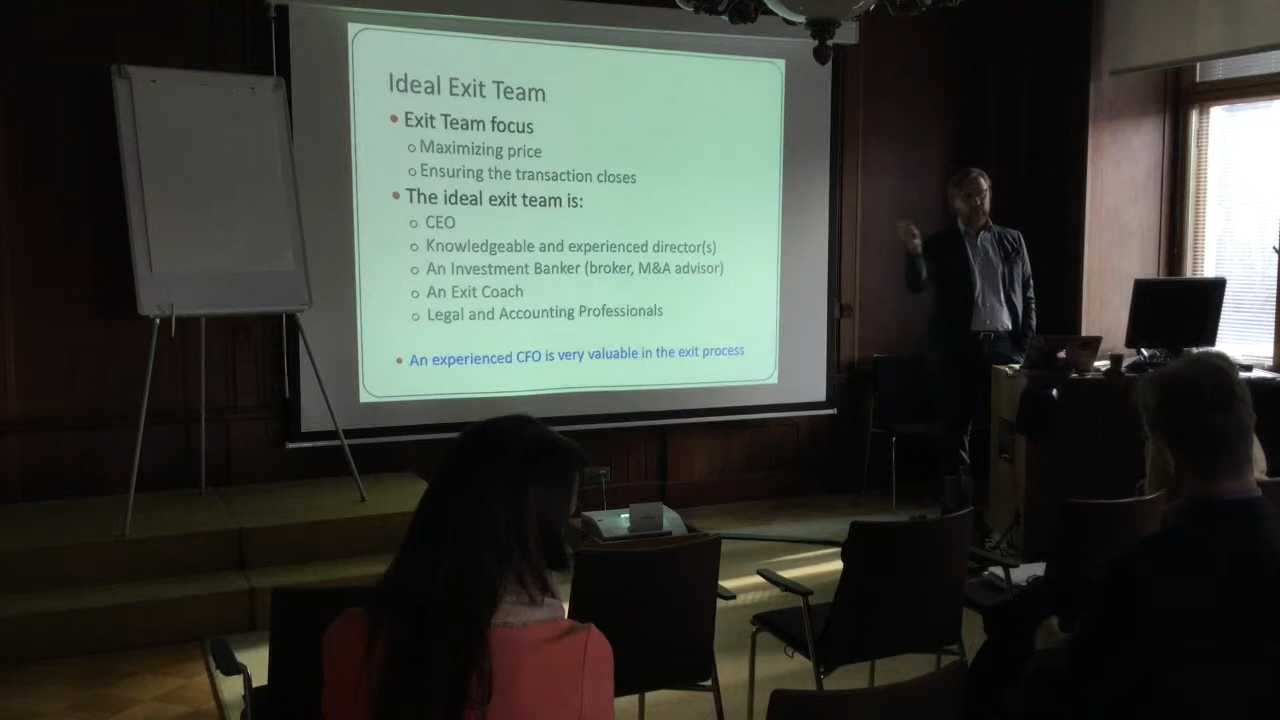 Ideal Exit Team
Exit Team focus
Maximizing price
Ensuring the transaction closes
The ideal exit team is:
CEO
Knowledgeable and experienced director(s)
An Investment Banker (broker, M&A advisor)
An Exit Coach
Legal and Accounting Professionals
An experienced CFO is very valuable in the exit process